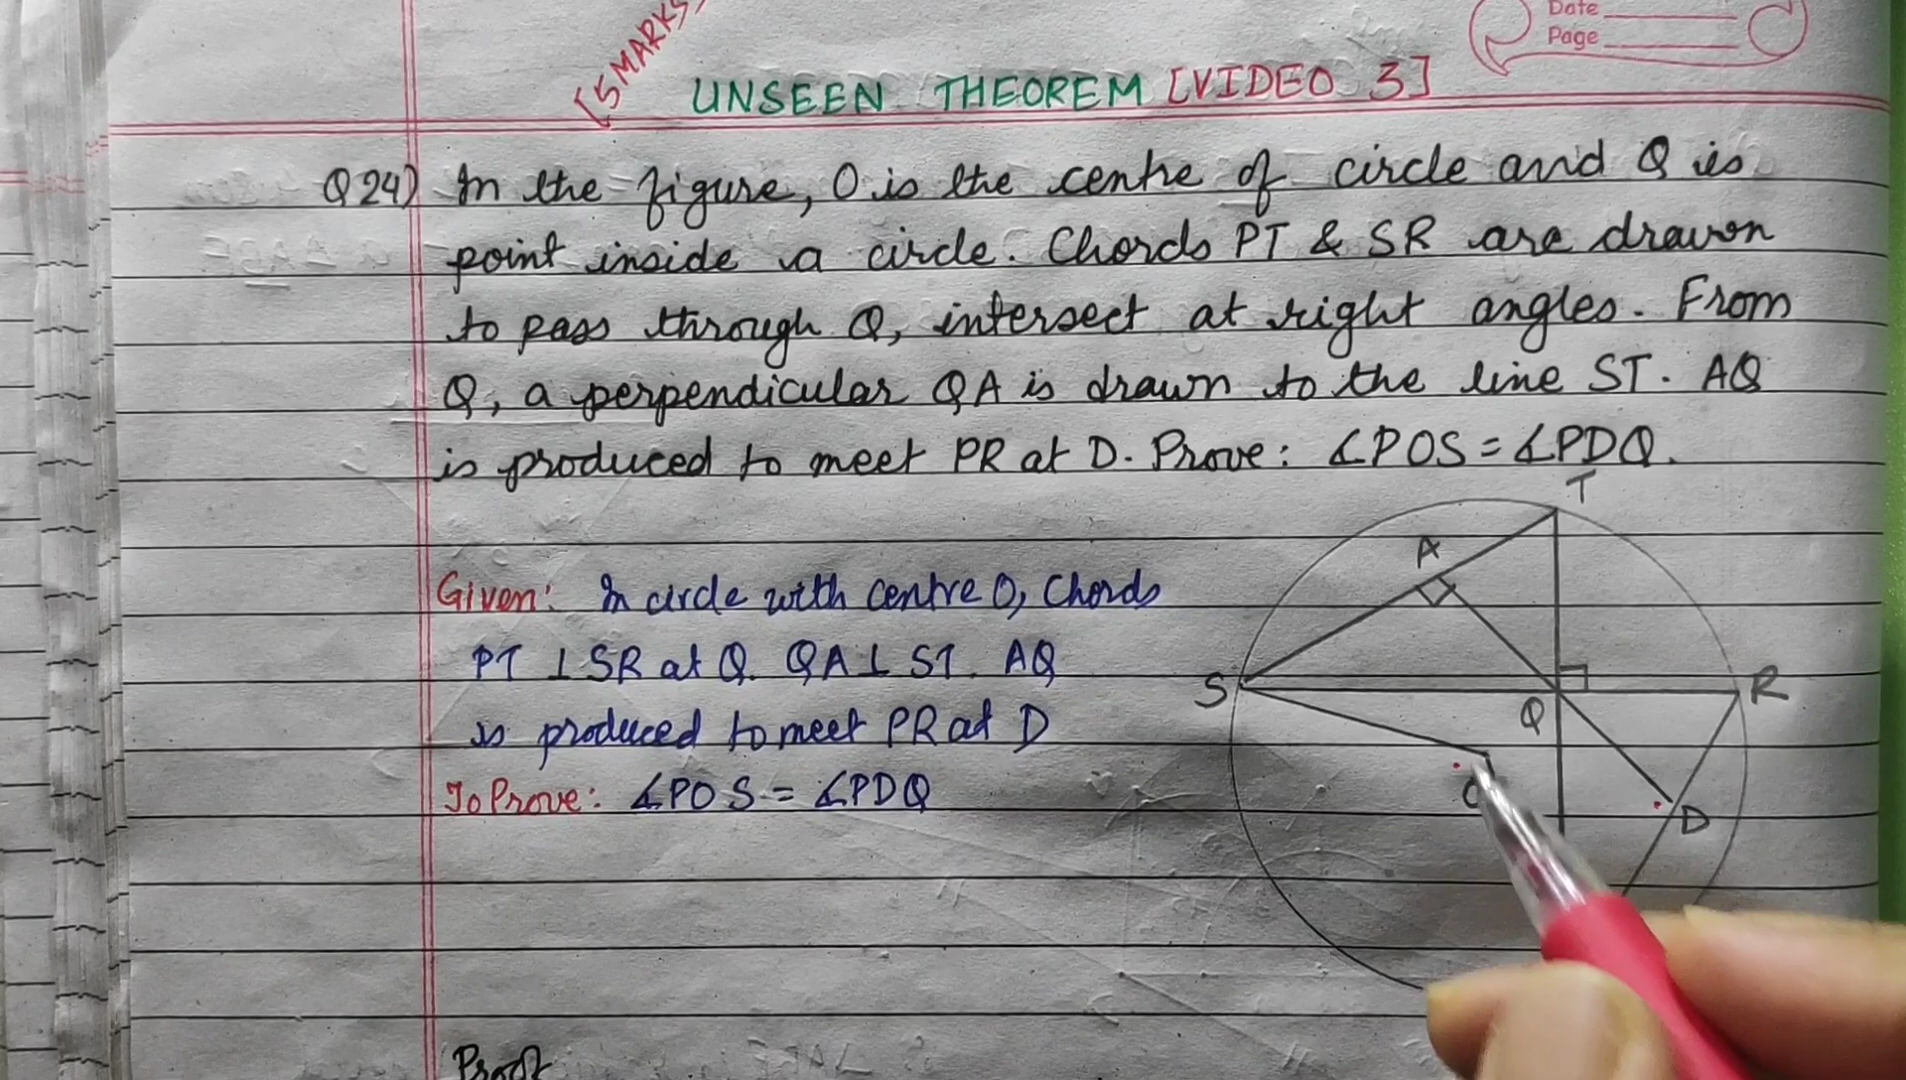 Date
Page
[5 MARKS]
UNSEEN THEOREM [VIDEO 3]
Q24) In the figure, O is the centre of circle and Q is
point inside a circle. Chords PT & SR are drawn
to pass through Q, intersect at right angles. From
Q, a perpendicular QA is drawn to the line ST. AQ
is produced to meet PR at D. Prove: ∠POS = ∠PDQ.
T
A
Given: In circle with centre O, Chords
PT ⊥ SR at Q. QA ⊥ ST. AQ
S
R
Q
is produced to meet PR at D
To Prove: ∠POS = ∠PDQ
D
Proof